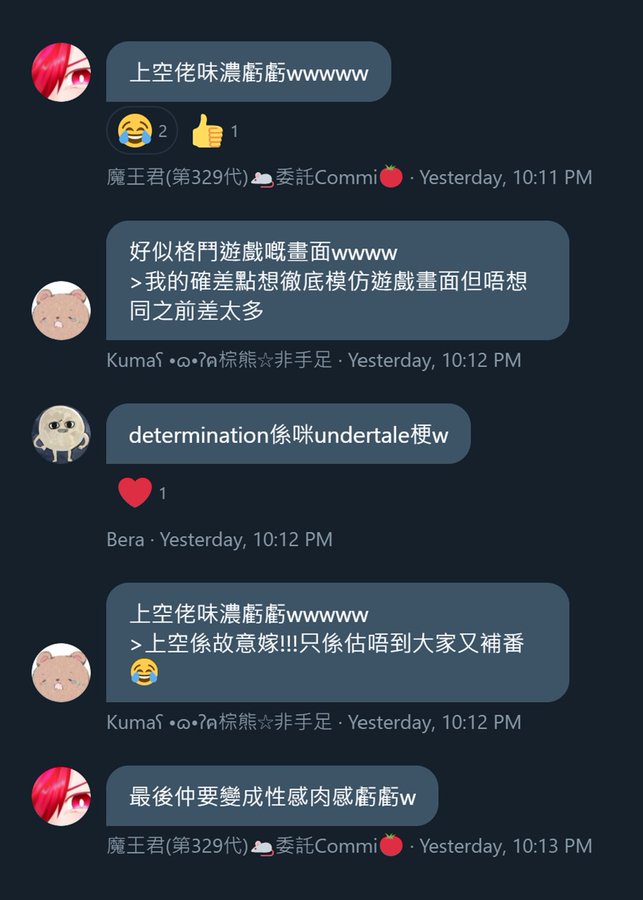 上空佬味濃虧虧wwwww
😂 2 👍 1
魔王君(第329代)🐁委託Commi🍅 · Yesterday, 10:11 PM
好似格鬥遊戲嘅畫面wwww
>我的確差點想徹底模仿遊戲畫面但唔想
同之前差太多
Kumaʕ •ɷ•ʔฅ棕熊☆非手足 · Yesterday, 10:12 PM
determination係咪undertale梗w
❤️ 1
Bera · Yesterday, 10:12 PM
上空佬味濃虧虧wwwww
>上空係故意嫁!!!只係估唔到大家又補番
😂
Kumaʕ •ɷ•ʔฅ棕熊☆非手足 · Yesterday, 10:12 PM
最後仲要變成性感肉感虧虧w
魔王君(第329代)🐁委託Commi🍅 · Yesterday, 10:13 PM